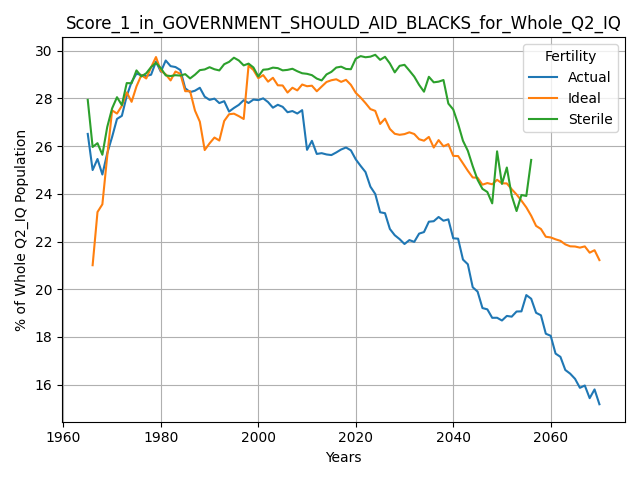 Score_1_in_GOVERNMENT_SHOULD_AID_BLACKS_for_Whole_Q2_IQ
% of Whole Q2_IQ Population
30
28
26
24
22
20
18
16
Fertility
Actual
Ideal
Sterile
1960 1980 2000 2020 2040 2060
Years